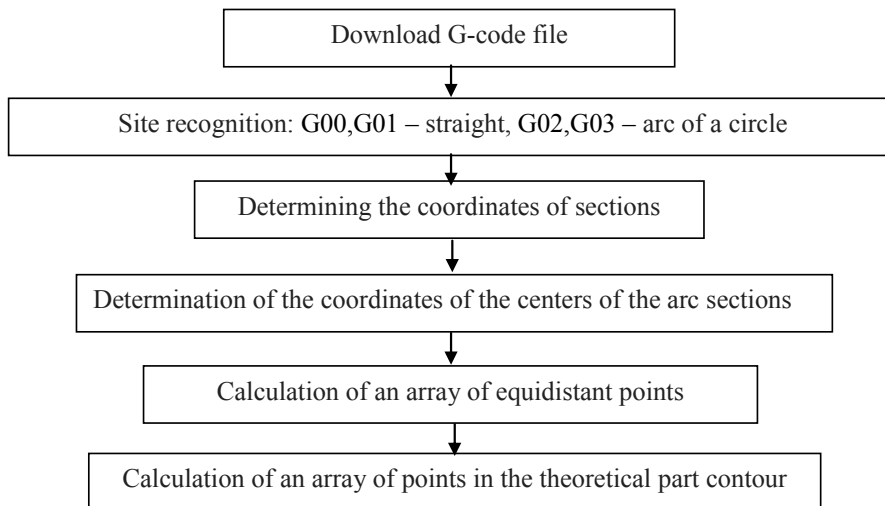 Download G-code file
Site recognition: G00,G01 – straight, G02,G03 – arc of a circle
Determining the coordinates of sections
Determination of the coordinates of the centers of the arc sections
Calculation of an array of equidistant points
Calculation of an array of points in the theoretical part contour